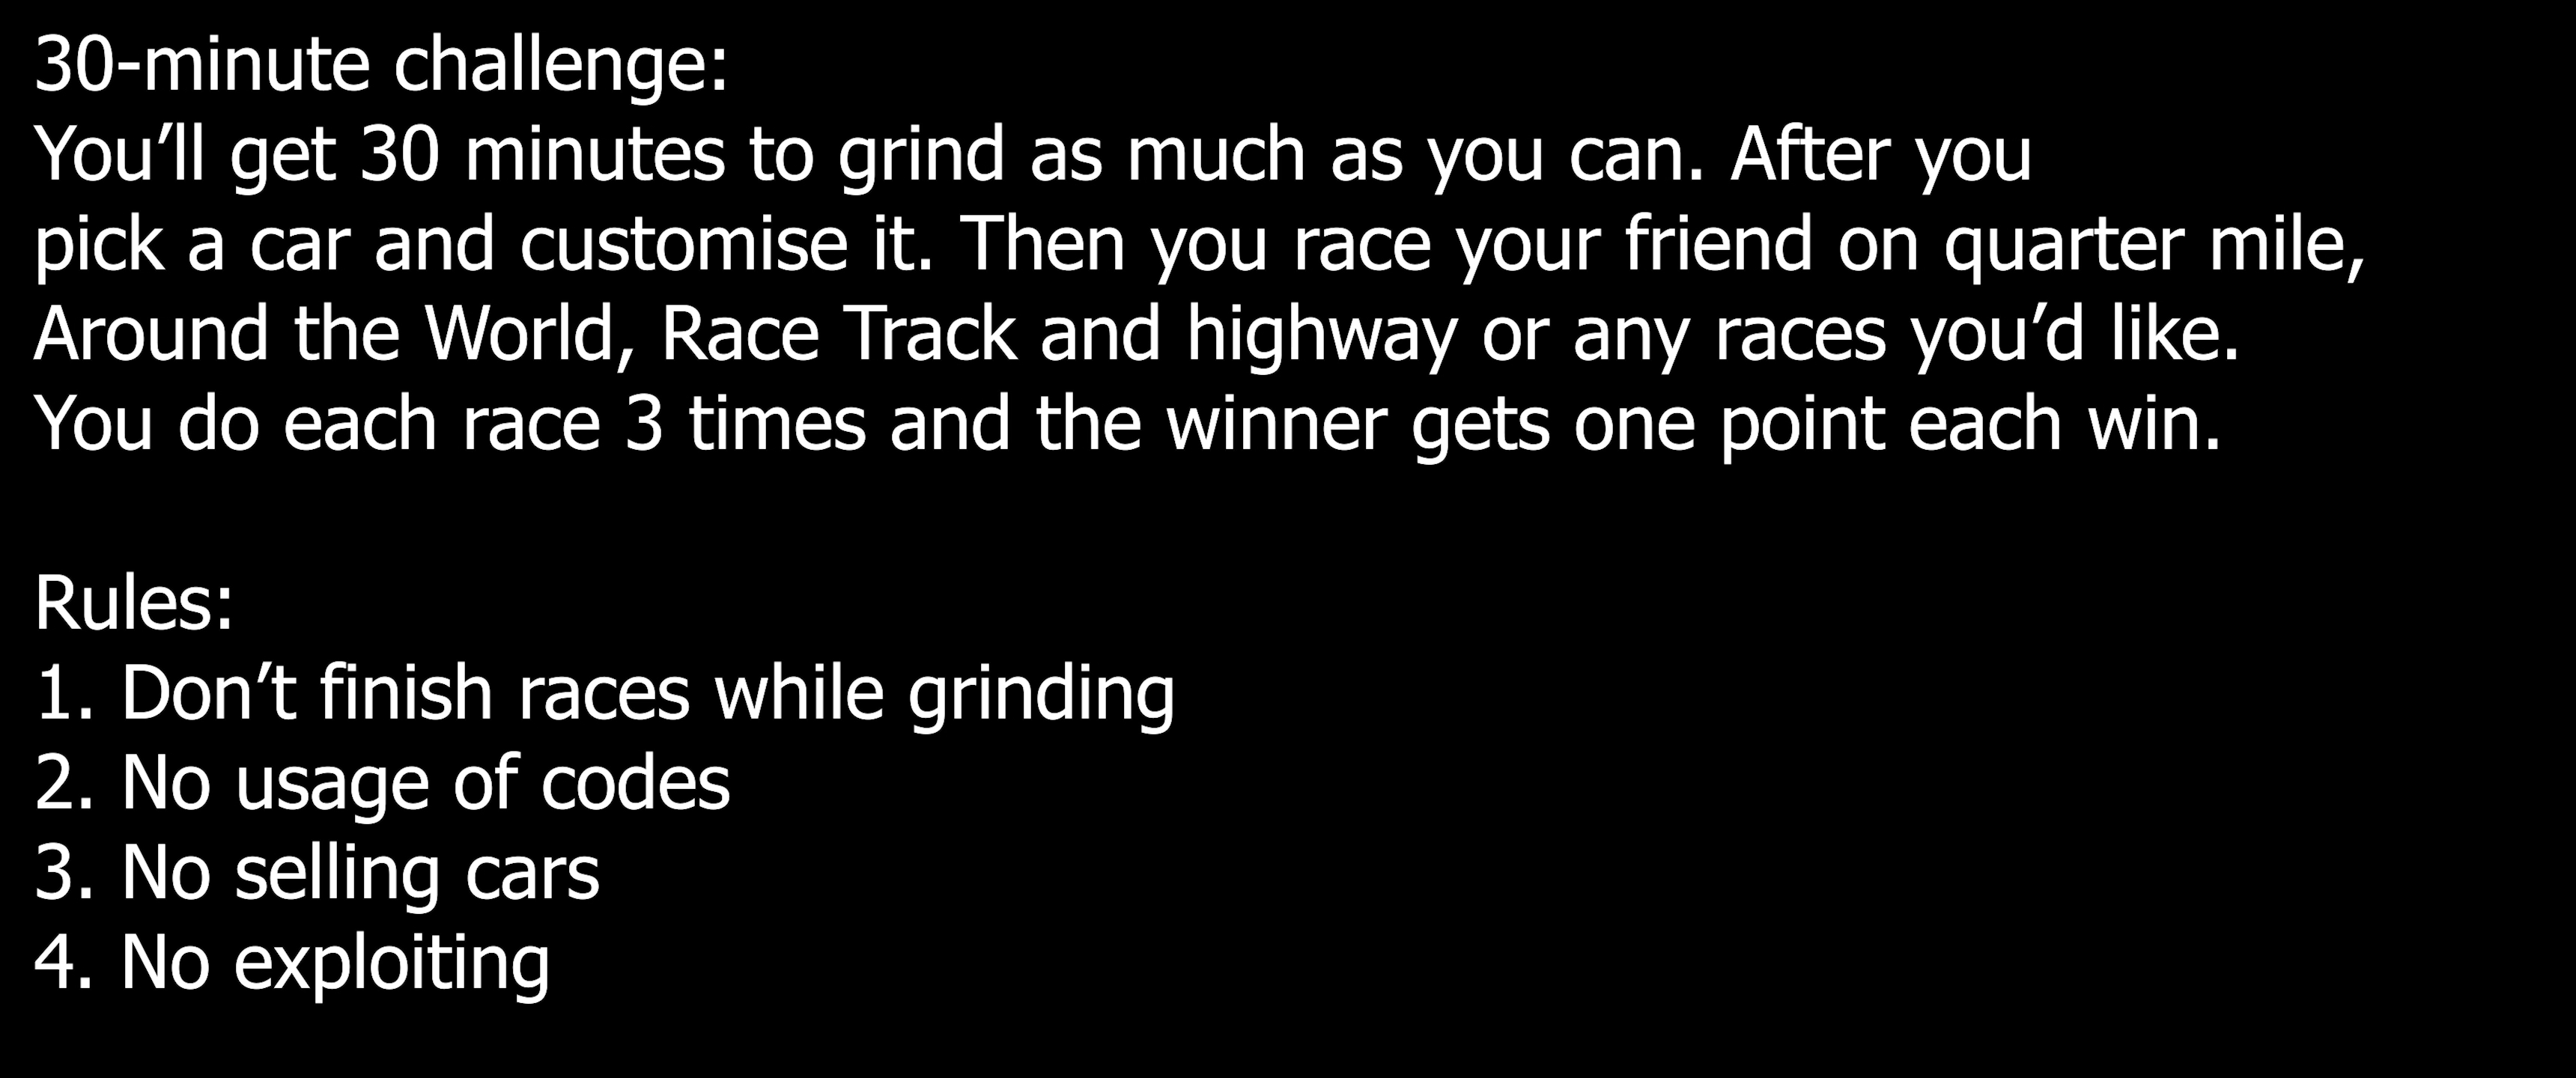 30-minute challenge:
You’ll get 30 minutes to grind as much as you can. After you
pick a car and customise it. Then you race your friend on quarter mile,
Around the World, Race Track and highway or any races you’d like.
You do each race 3 times and the winner gets one point each win.
Rules:
1. Don’t finish races while grinding
2. No usage of codes
3. No selling cars
4. No exploiting